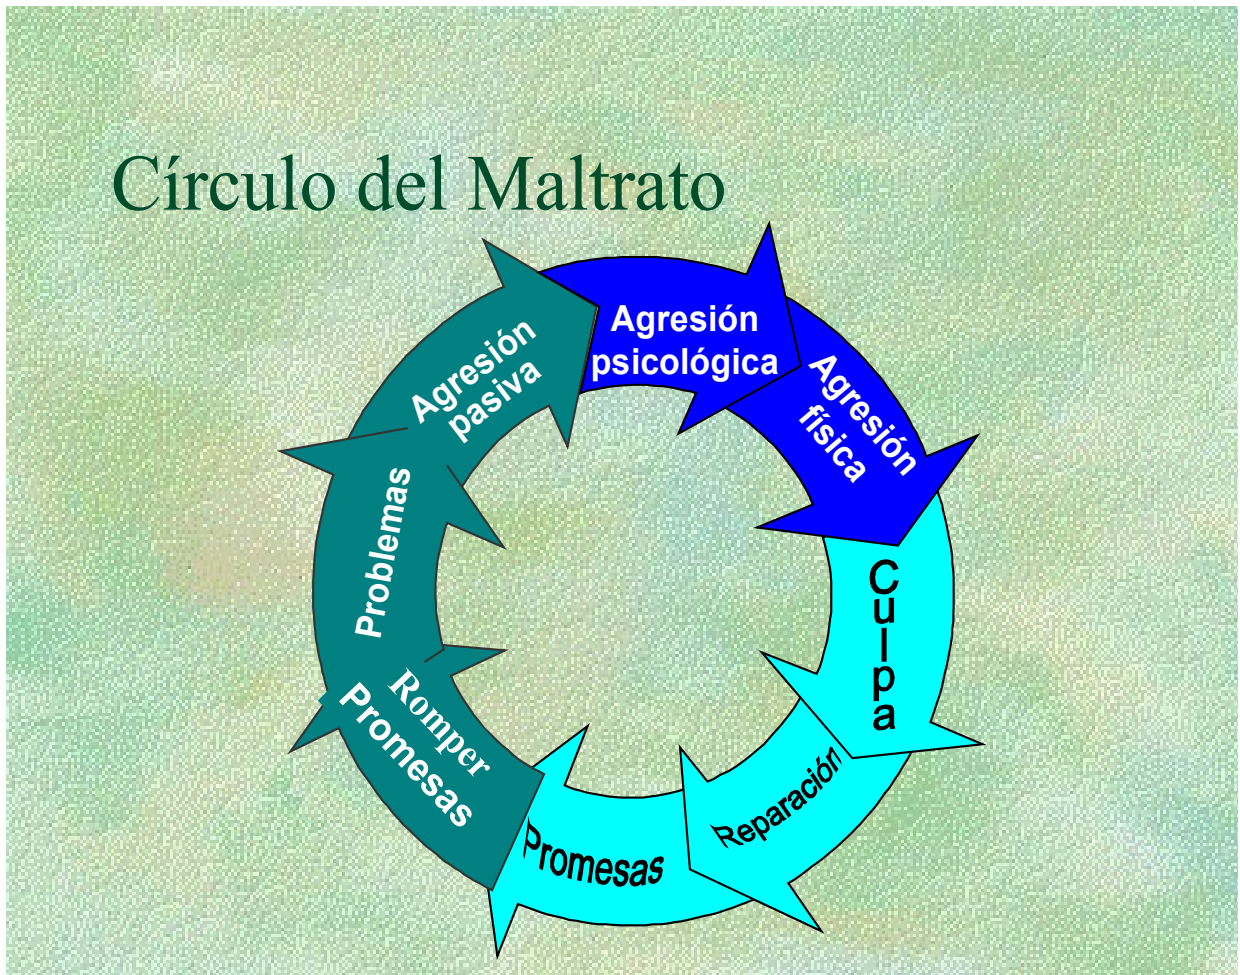 Círculo del Maltrato
Agresión
psicológica
Agresión
física
Culpa
Reparación
Promesas
Romper
Promesas
Problemas
Agresión
pasiva